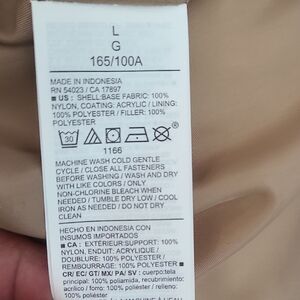 L
G
165/100A
MADE IN INDONESIA
RN 54023 / CA 17897
■ US : SHELL:BASE FABRIC: 100%
NYLON, COATING: ACRYLIC / LINING:
100% POLYESTER / FILLER: 100%
POLYESTER
30
1166
MACHINE WASH COLD GENTLE
CYCLE / CLOSE ALL FASTENERS
BEFORE WASHING / WASH AND DRY
WITH LIKE COLORS / ONLY
NON-CHLORINE BLEACH WHEN
NEEDED / TUMBLE DRY LOW / COOL
IRON AS NEEDED / DO NOT DRY
CLEAN
HECHO EN INDONESIA CON
INSUMOS IMPORTADOS
■ CA : EXTÉRIEUR:SUPPORT: 100%
NYLON, ENDUCTION: ACRYLIQUE /
DOUBLURE: 100% POLYESTER /
REMBOURRAGE: 100% POLYESTER
■ CR/ EC/ GT/ MX/ PA/ SV : cuerpo:tela
principal: 100% poliamida, recubrimiento:
acrílico / forro: 100% poliéster / relleno:
100% poliéster